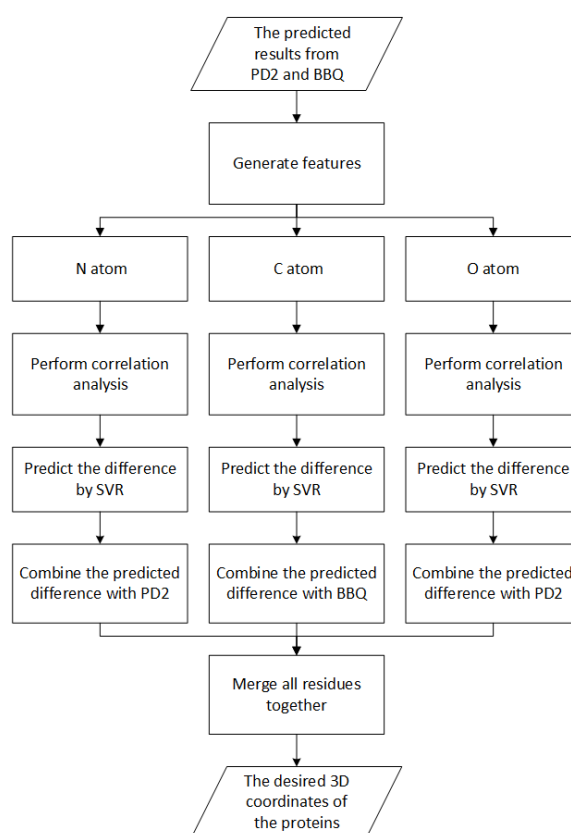 The predicted
results from
PD2 and BBQ
Generate features
N atom
C atom
O atom
Perform correlation
analysis
Perform correlation
analysis
Perform correlation
analysis
Predict the difference
by SVR
Predict the difference
by SVR
Predict the difference
by SVR
Combine the predicted
difference with PD2
Combine the predicted
difference with BBQ
Combine the predicted
difference with PD2
Merge all residues
together
The desired 3D
coordinates of
the proteins